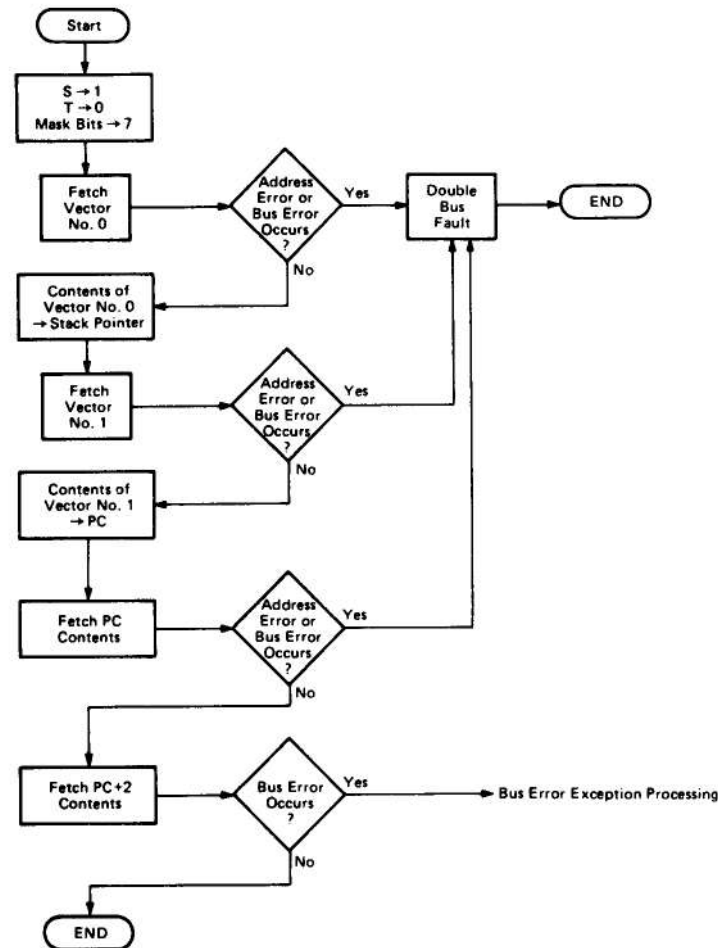 Start
S → 1
T → 0
Mask Bits → 7
Fetch
Vector
No. 0
Address
Error or
Bus Error
Occurs
?
Yes
No
Double
Bus
Fault
END
Contents of
Vector No. 0
→ Stack Pointer
Fetch
Vector
No. 1
Address
Error or
Bus Error
Occurs
?
Yes
No
Contents of
Vector No. 1
→ PC
Fetch PC
Contents
Address
Error or
Bus Error
Occurs
?
Yes
No
Fetch PC+2
Contents
Bus Error
Occurs
?
Yes
No
Bus Error Exception Processing
END